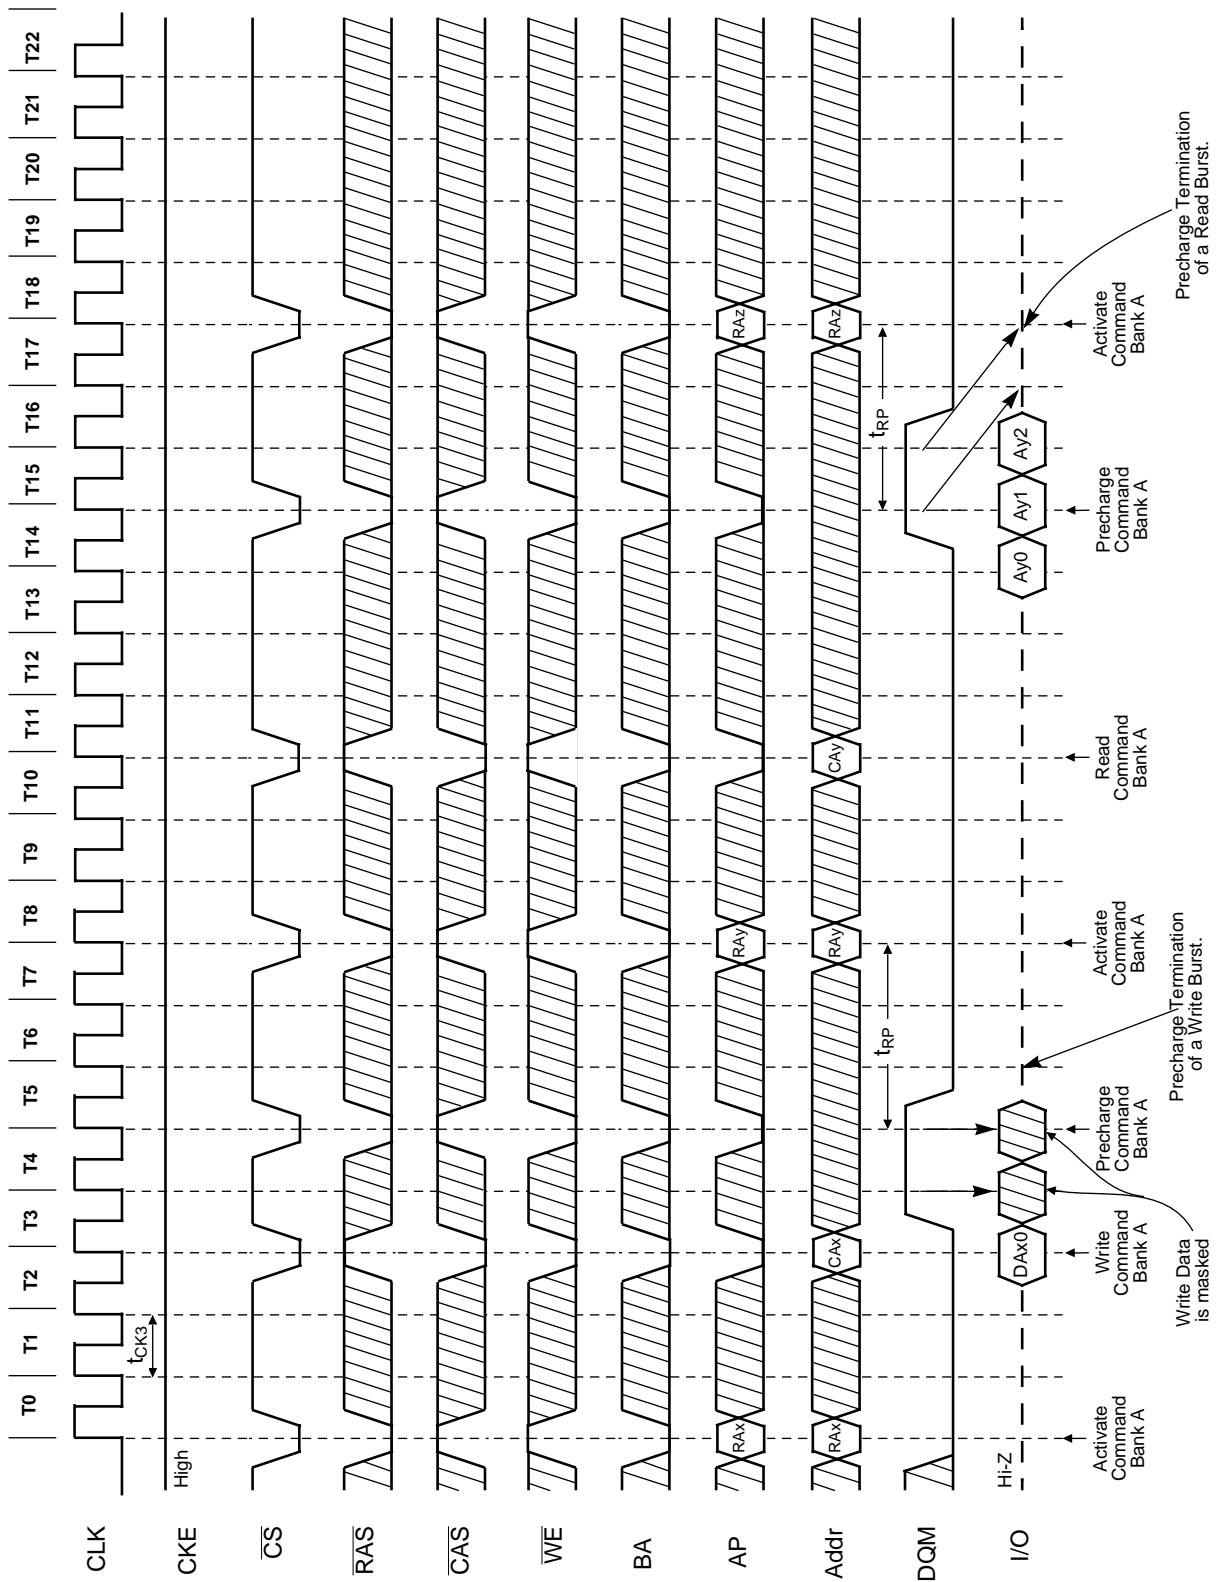 T0 T1 T2 T3 T4 T5 T6 T7 T8 T9 T10 T11 T12 T13 T14 T15 T16 T17 T18 T19 T20 T21 T22
CLK
tCK3
CKE
High
CS
RAS
CAS
WE
BA
AP
RAx RAy RAz
Addr
RAx CAx RAy CAy RAz
tRP tRP
DQM
I/O
Hi-Z
DAx0 Ay0 Ay1 Ay2
Activate
Command
Bank A
Write
Command
Bank A
Precharge
Command
Bank A
Activate
Command
Bank A
Read
Command
Bank A
Precharge
Command
Bank A
Activate
Command
Bank A
Write Data
is masked
Precharge Termination
of a Write Burst.
Precharge Termination
of a Read Burst.